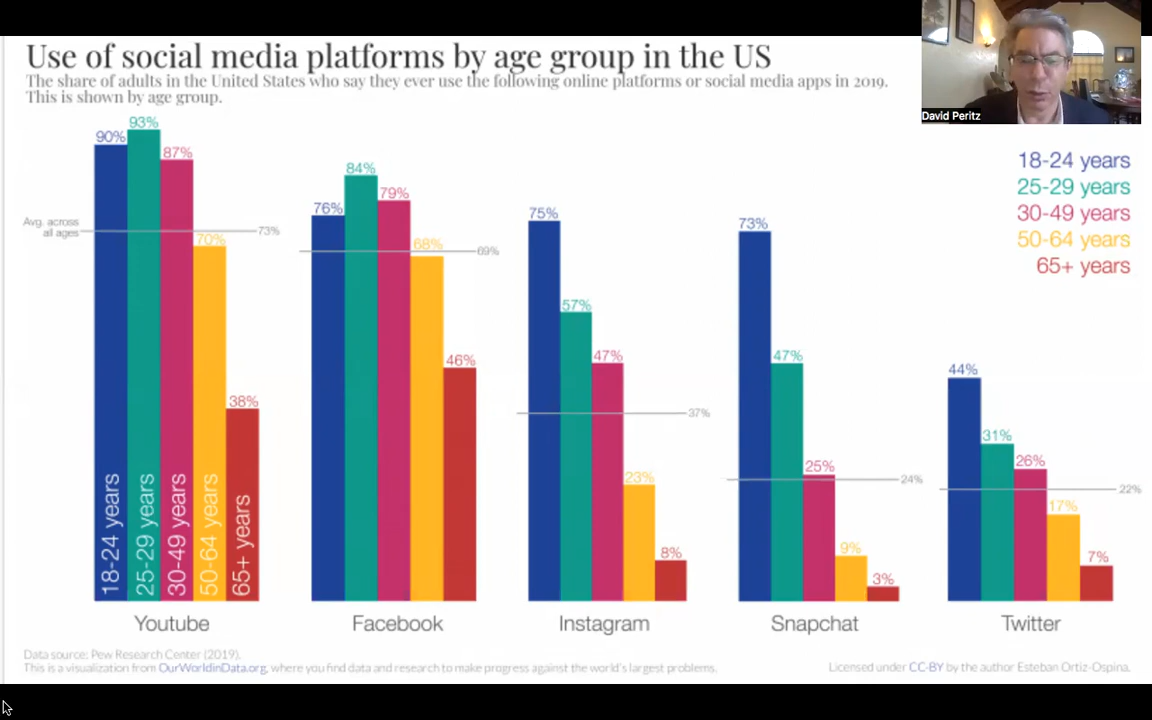 Use of social media platforms by age group in the US
The share of adults in the United States who say they ever use the following online platforms or social media apps in 2019.
This is shown by age group.
David Peritz
18-24 years
25-29 years
30-49 years
50-64 years
65+ years
Avg. across
all ages
90%
93%
87%
73%
70%
38%
18-24 years
25-29 years
30-49 years
50-64 years
65+ years
Youtube
76%
84%
79%
69%
68%
46%
Facebook
75%
57%
47%
37%
23%
8%
Instagram
73%
47%
25%
24%
9%
3%
Snapchat
44%
31%
26%
22%
17%
7%
Twitter
Data source: Pew Research Center (2019).
This is a visualization from OurWorldinData.org, where you find data and research to make progress against the world's largest problems.
Licensed under CC-BY by the author Esteban Ortiz-Ospina.